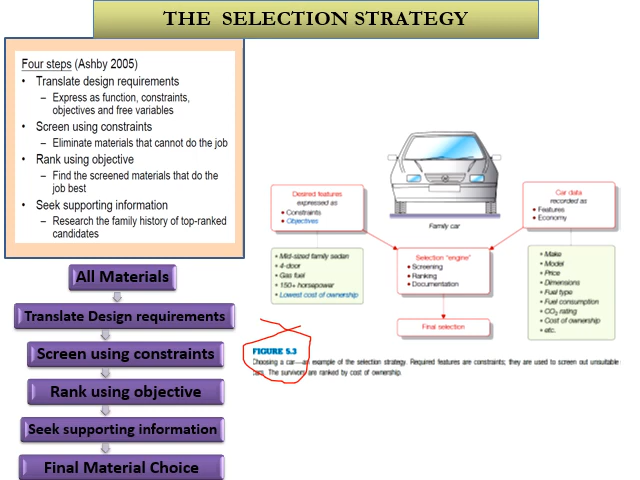 THE SELECTION STRATEGY
Four steps (Ashby 2005)
• Translate design requirements
– Express as function, constraints,
objectives and free variables
• Screen using constraints
– Eliminate materials that cannot do the job
• Rank using objective
– Find the screened materials that do the
job best
• Seek supporting information
– Research the family history of top-ranked
candidates
All Materials
Translate Design requirements
Screen using constraints
Rank using objective
Seek supporting information
Final Material Choice
Desired features
expressed as
• Constraints
• Objectives
• Mid-sized family sedan
• 4-door
• Gas fuel
• 150+ horsepower
• Lowest cost of ownership
Family car
Selection "engine"
• Screening
• Ranking
• Documentation
Final selection
Car data
recorded as
• Features
• Economy
• Make
• Model
• Price
• Dimensions
• Fuel type
• Fuel consumption
• CO₂ rating
• Cost of ownership
• etc.
FIGURE 5.3
Choosing a car—an example of the selection strategy. Required features are constraints; they are used to screen out unsuitable
cars. The survivors are ranked by cost of ownership.